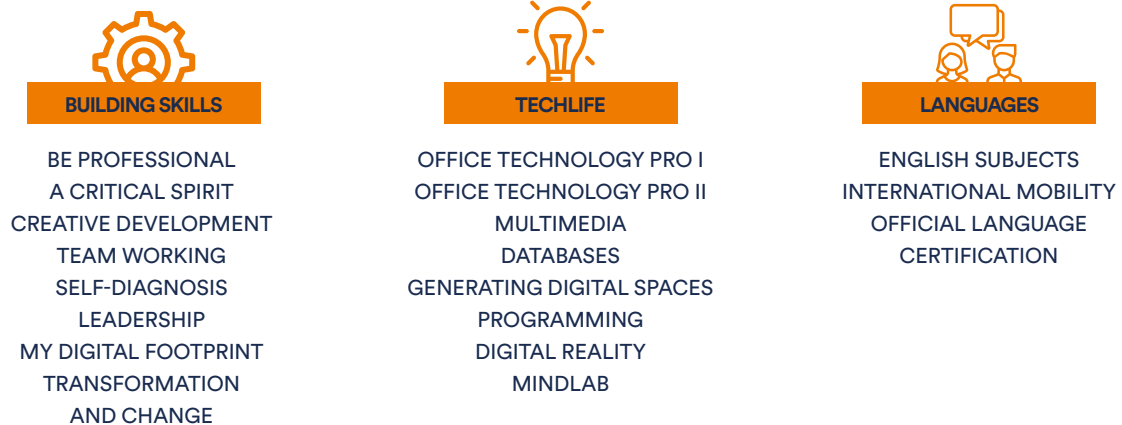 BUILDING SKILLS
BE PROFESSIONAL
A CRITICAL SPIRIT
CREATIVE DEVELOPMENT
TEAM WORKING
SELF-DIAGNOSIS
LEADERSHIP
MY DIGITAL FOOTPRINT
TRANSFORMATION
AND CHANGE
TECHLIFE
OFFICE TECHNOLOGY PRO I
OFFICE TECHNOLOGY PRO II
MULTIMEDIA
DATABASES
GENERATING DIGITAL SPACES
PROGRAMMING
DIGITAL REALITY
MINDLAB
LANGUAGES
ENGLISH SUBJECTS
INTERNATIONAL MOBILITY
OFFICIAL LANGUAGE
CERTIFICATION